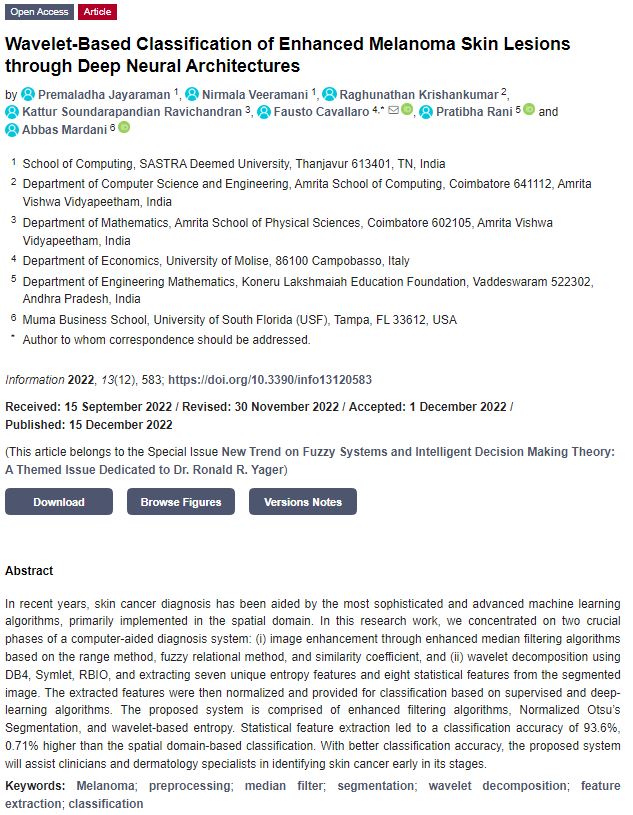 Open Access Article
Wavelet-Based Classification of Enhanced Melanoma Skin Lesions
through Deep Neural Architectures
by Premaladha Jayaraman 1, Nirmala Veeramani 1, Raghunathan Krishankumar 2,
Kattur Soundarapandian Ravichandran 3, Fausto Cavallaro 4,* Pratibha Rani 5 and
Abbas Mardani 6
1 School of Computing, SASTRA Deemed University, Thanjavur 613401, TN, India
2 Department of Computer Science and Engineering, Amrita School of Computing, Coimbatore 641112, Amrita
Vishwa Vidyapeetham, India
3 Department of Mathematics, Amrita School of Physical Sciences, Coimbatore 602105, Amrita Vishwa
Vidyapeetham, India
4 Department of Economics, University of Molise, 86100 Campobasso, Italy
5 Department of Engineering Mathematics, Koneru Lakshmaiah Education Foundation, Vaddeswaram 522302,
Andhra Pradesh, India
6 Muma Business School, University of South Florida (USF), Tampa, FL 33612, USA
* Author to whom correspondence should be addressed.
Information 2022, 13(12), 583; https://doi.org/10.3390/info13120583
Received: 15 September 2022 / Revised: 30 November 2022 / Accepted: 1 December 2022 /
Published: 15 December 2022
(This article belongs to the Special Issue New Trend on Fuzzy Systems and Intelligent Decision Making Theory:
A Themed Issue Dedicated to Dr. Ronald R. Yager)
Download Browse Figures Versions Notes
Abstract
In recent years, skin cancer diagnosis has been aided by the most sophisticated and advanced machine learning
algorithms, primarily implemented in the spatial domain. In this research work, we concentrated on two crucial
phases of a computer-aided diagnosis system: (i) image enhancement through enhanced median filtering algorithms
based on the range method, fuzzy relational method, and similarity coefficient, and (ii) wavelet decomposition using
DB4, Symlet, RBIO, and extracting seven unique entropy features and eight statistical features from the segmented
image. The extracted features were then normalized and provided for classification based on supervised and deep-
learning algorithms. The proposed system is comprised of enhanced filtering algorithms, Normalized Otsu's
Segmentation, and wavelet-based entropy. Statistical feature extraction led to a classification accuracy of 93.6%,
0.71% higher than the spatial domain-based classification. With better classification accuracy, the proposed system
will assist clinicians and dermatology specialists in identifying skin cancer early in its stages.
Keywords: Melanoma; preprocessing; median filter; segmentation; wavelet decomposition; feature
extraction; classification